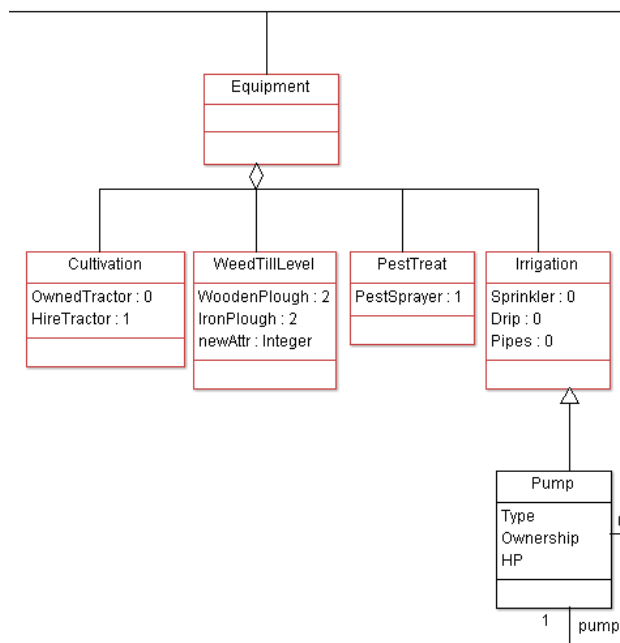 Equipment
Cultivation
OwnedTractor : 0
HireTractor : 1
WeedTillLevel
WoodenPlough : 2
IronPlough : 2
newAttr : Integer
PestTreat
PestSprayer : 1
Irrigation
Sprinkler : 0
Drip : 0
Pipes : 0
Pump
Type
Ownership
HP
1
pump